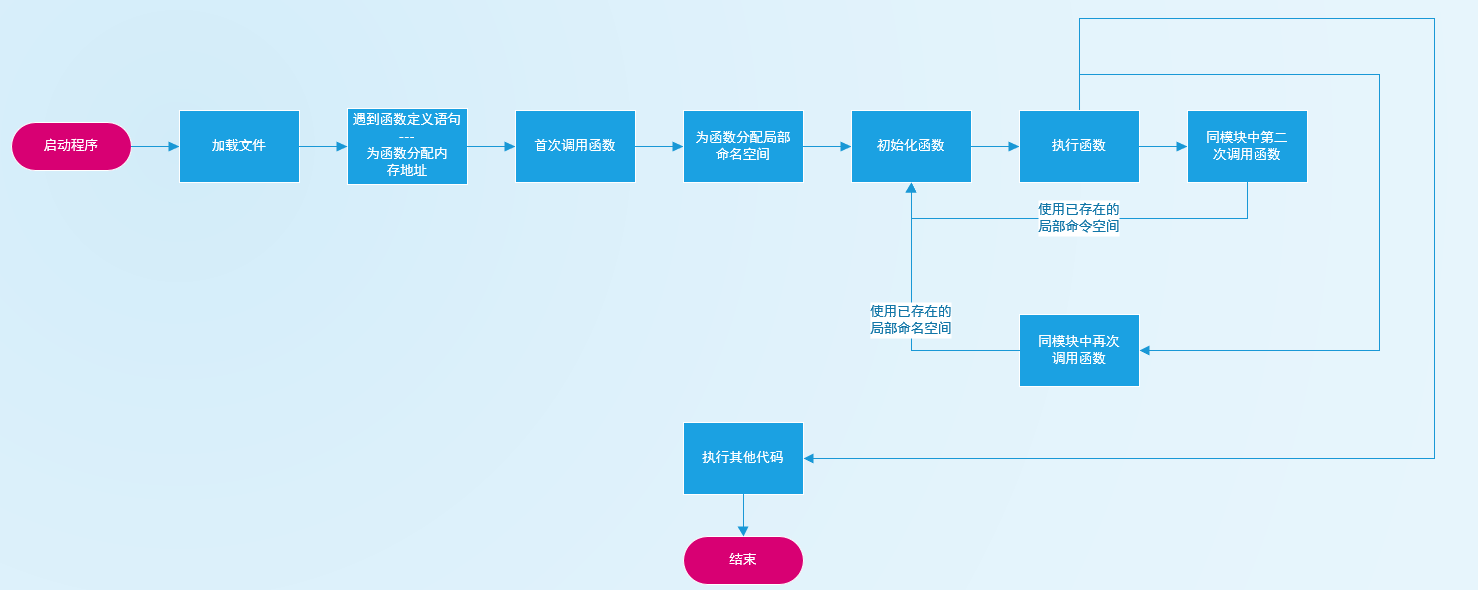 启动程序
加载文件
遇到函数定义语句
---
为函数分配内
存地址
首次调用函数
为函数分配局部
命名空间
初始化函数
执行函数
同模块中第二
次调用函数
使用已存在的
局部命令空间
使用已存在的
局部命名空间
同模块中再次
调用函数
执行其他代码
结束